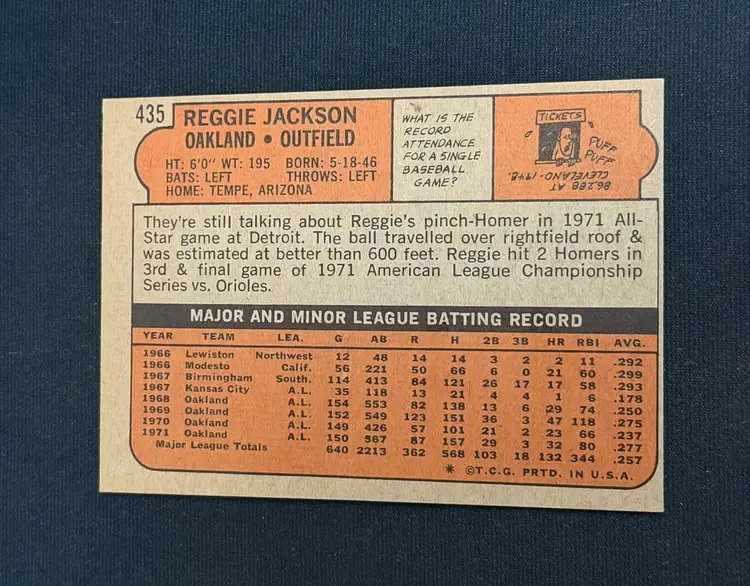 435
REGGIE JACKSON
OAKLAND • OUTFIELD
HT: 6'0" WT: 195 BORN: 5-18-46
BATS: LEFT THROWS: LEFT
HOME: TEMPE, ARIZONA
WHAT IS THE
RECORD
ATTENDANCE
FOR A SINGLE
BASEBALL
GAME?
TICKETS
PUFF
PUFF
86,288 AT
CLEVELAND-1948.
They're still talking about Reggie's pinch-Homer in 1971 All-
Star game at Detroit. The ball travelled over rightfield roof &
was estimated at better than 600 feet. Reggie hit 2 Homers in
3rd & final game of 1971 American League Championship
Series vs. Orioles.
MAJOR AND MINOR LEAGUE BATTING RECORD
YEAR TEAM LEA. G AB R H 2B 3B HR RBI AVG.
1966 Lewiston Northwest 12 48 14 14 3 2 2 11 .292
1966 Modesto Calif. 56 221 50 66 6 0 21 60 .299
1967 Birmingham South. 114 413 84 121 26 17 17 58 .293
1967 Kansas City A.L. 35 118 13 21 4 4 1 6 .178
1968 Oakland A.L. 154 553 82 138 13 6 29 74 .250
1969 Oakland A.L. 152 549 123 151 36 3 47 118 .275
1970 Oakland A.L. 149 426 57 101 21 2 23 66 .237
1971 Oakland A.L. 150 567 87 157 29 3 32 80 .277
Major League Totals 640 2213 362 568 103 18 132 344 .257
* ©T.C.G. PRTD. IN U.S.A.